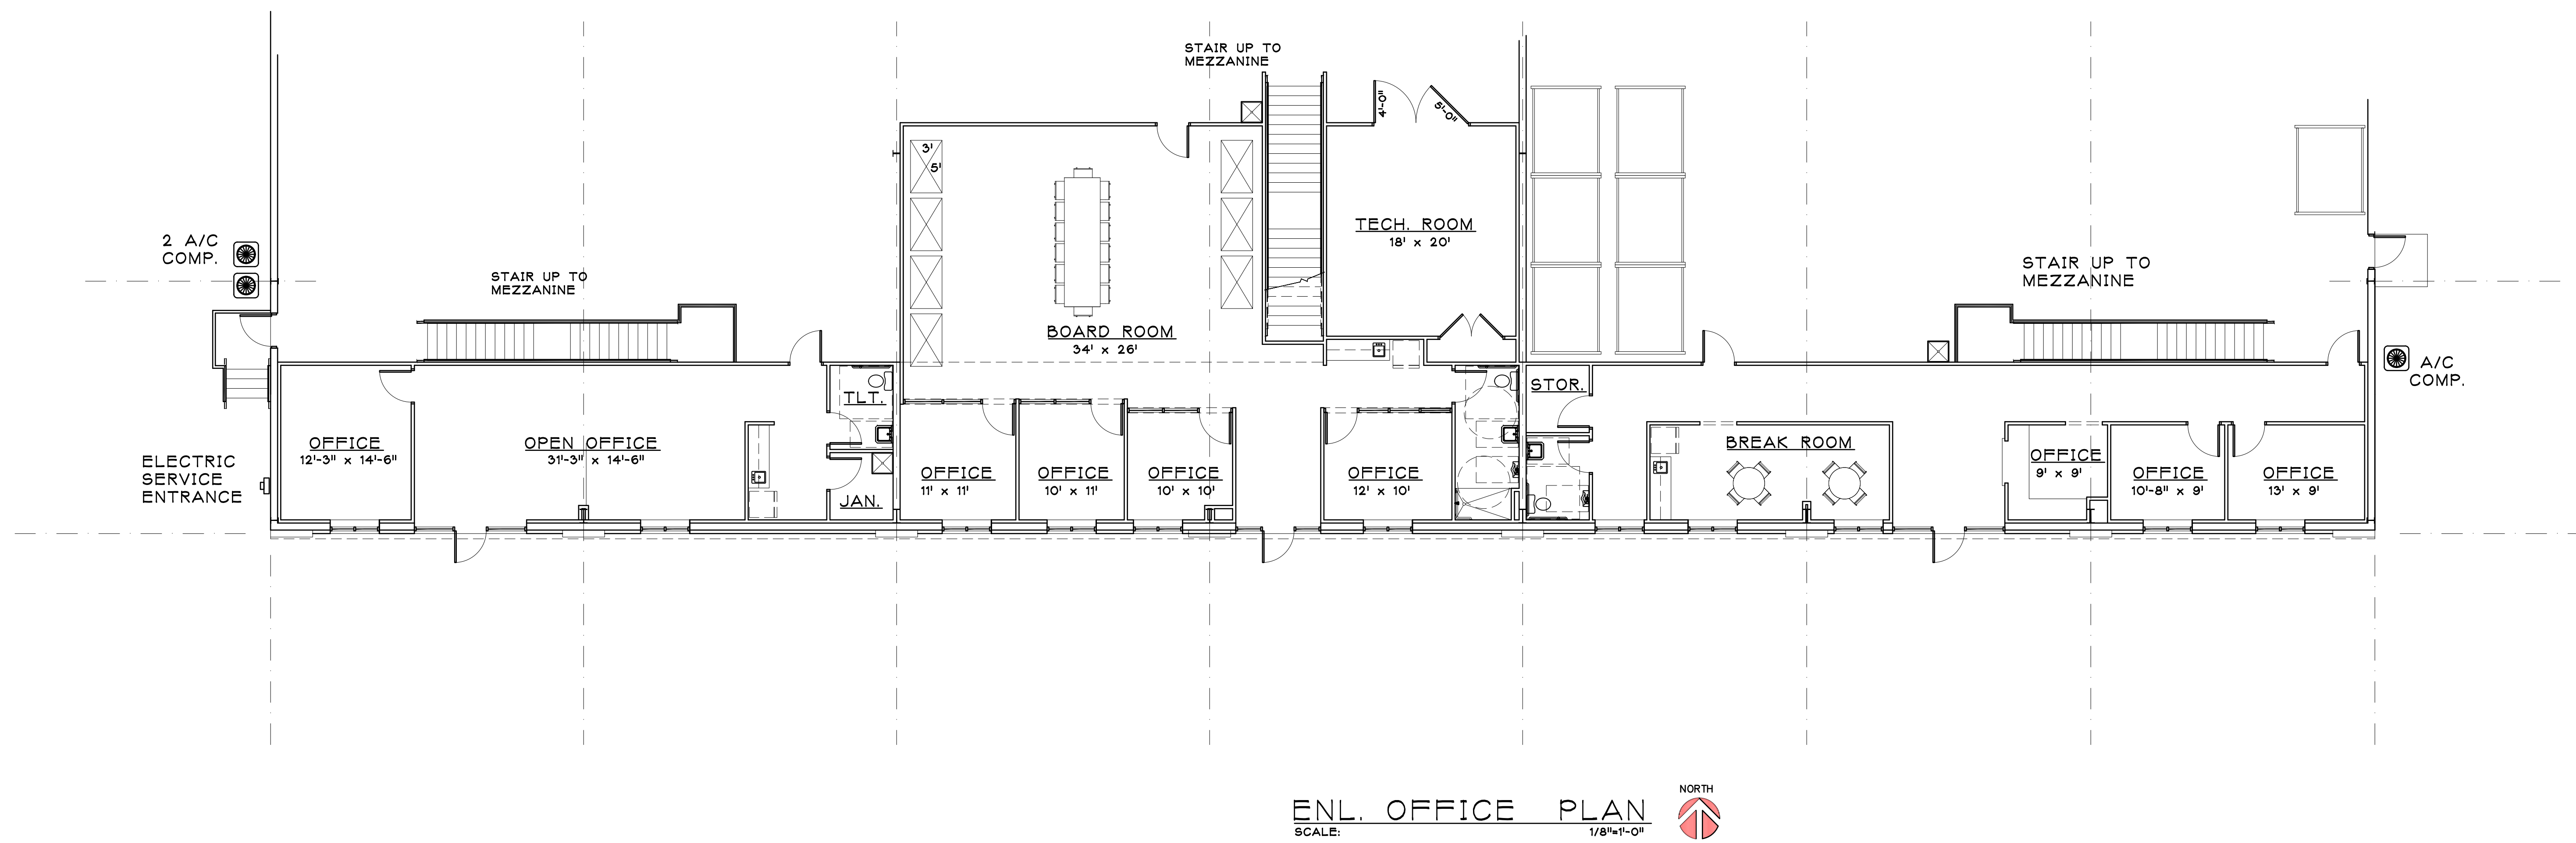 STAIR UP TO
MEZZANINE
4'-0"
5'-0"
3'
5'
2 A/C
COMP.
STAIR UP TO
MEZZANINE
TECH. ROOM
18' x 20'
STAIR UP TO
MEZZANINE
BOARD ROOM
34' x 26'
A/C
COMP.
TLT.
STOR.
OFFICE
12'-3" x 14'-6"
OPEN OFFICE
31'-3" x 14'-6"
ELECTRIC
SERVICE
ENTRANCE
JAN.
OFFICE
11' x 11'
OFFICE
10' x 11'
OFFICE
10' x 10'
OFFICE
12' x 10'
BREAK ROOM
OFFICE
9' x 9'
OFFICE
10'-8" x 9'
OFFICE
13' x 9'
ENL. OFFICE PLAN
SCALE: 1/8"=1'-0"
NORTH